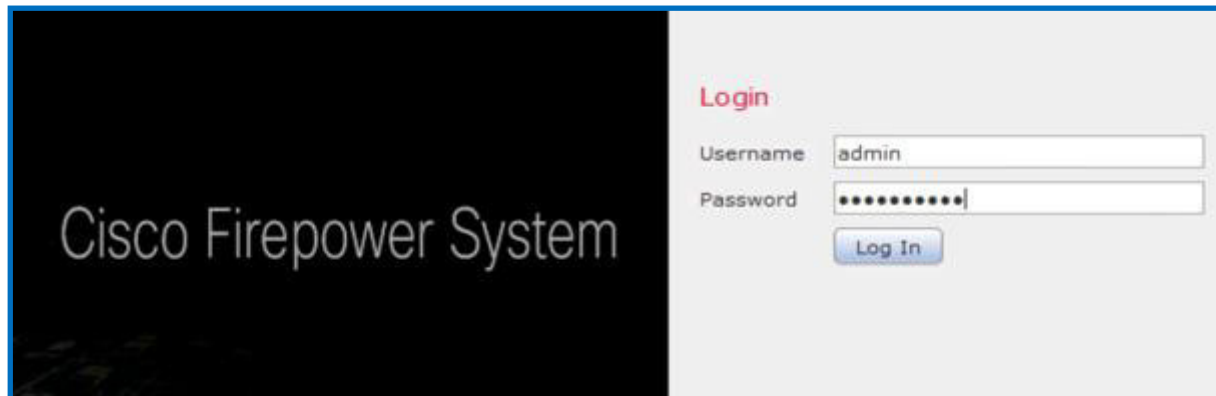 Cisco Firepower System
Login
Username admin
Password ••••••••••
Log In